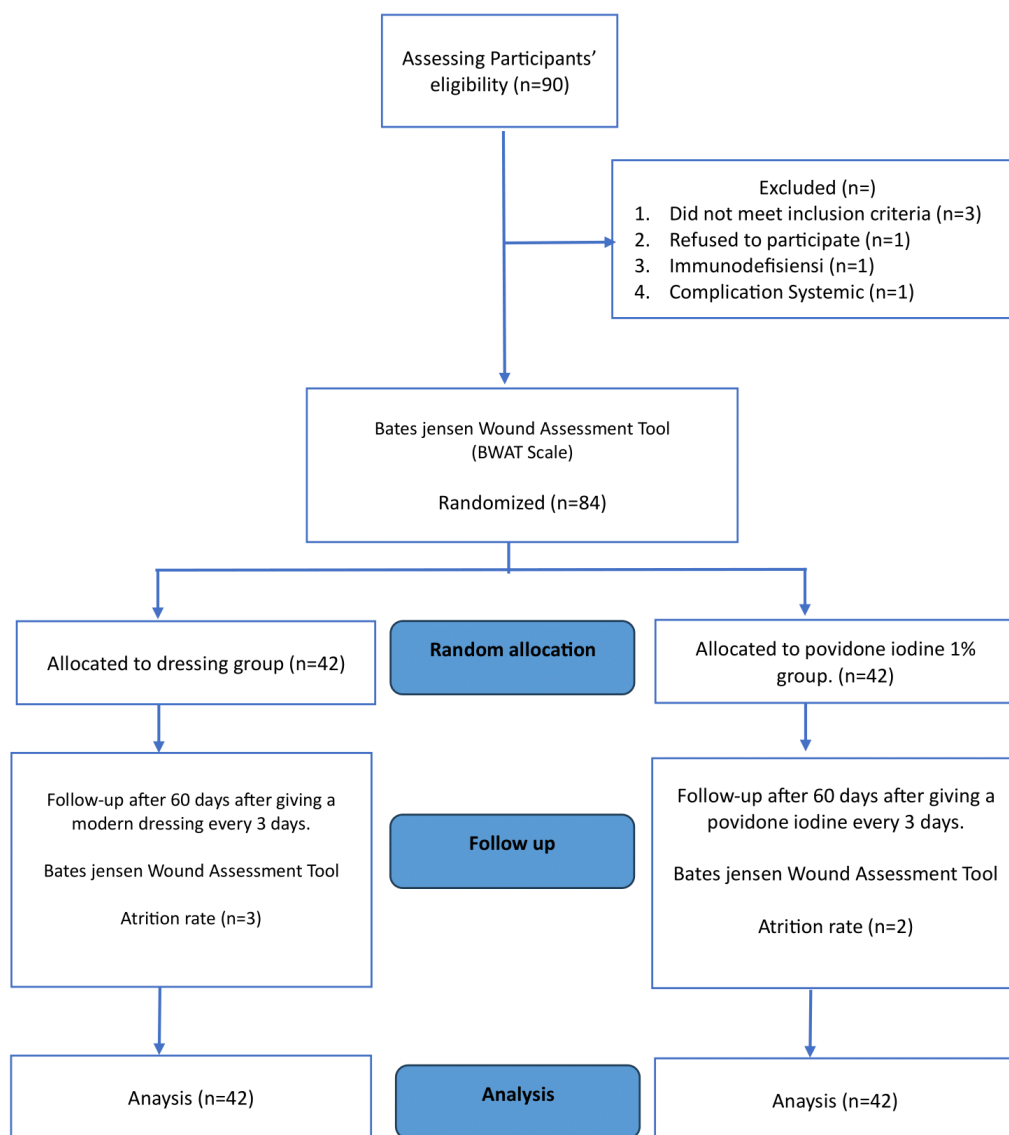 Assessing Participants'
eligibility (n=90)
Excluded (n=)
1. Did not meet inclusion criteria (n=3)
2. Refused to participate (n=1)
3. Immunodefisiensi (n=1)
4. Complication Systemic (n=1)
Bates jensen Wound Assessment Tool
(BWAT Scale)
Randomized (n=84)
Allocated to dressing group (n=42)
Random allocation
Allocated to povidone iodine 1%
group. (n=42)
Follow-up after 60 days after giving a
modern dressing every 3 days.
Bates jensen Wound Assessment Tool
Atrition rate (n=3)
Follow up
Follow-up after 60 days after giving a
povidone iodine every 3 days.
Bates jensen Wound Assessment Tool
Atrition rate (n=2)
Anaysis (n=42)
Analysis
Anaysis (n=42)